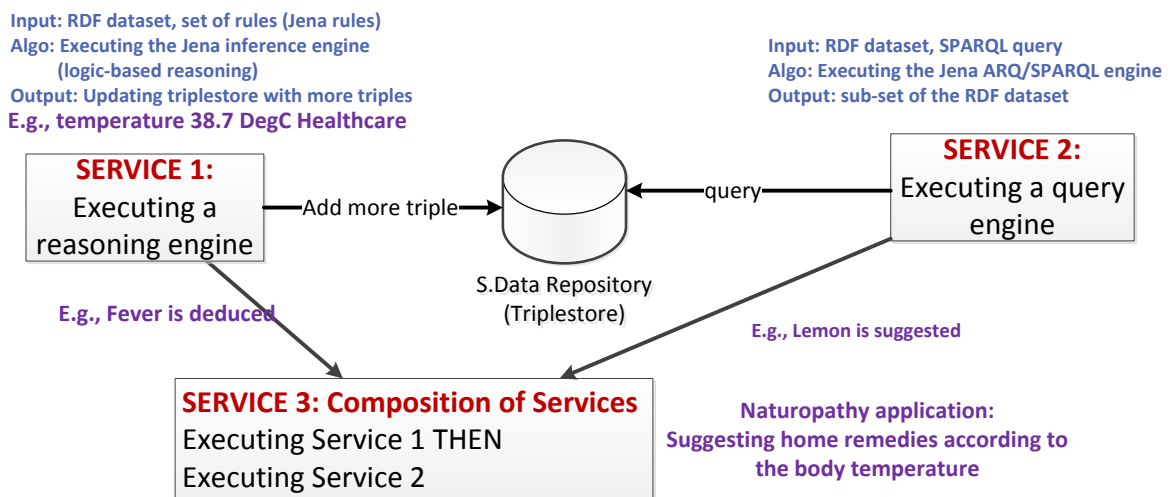 Input: RDF dataset, set of rules (Jena rules)
Algo: Executing the Jena inference engine
(logic-based reasoning)
Output: Updating triplestore with more triples
E.g., temperature 38.7 DegC Healthcare
Input: RDF dataset, SPARQL query
Algo: Executing the Jena ARQ/SPARQL engine
Output: sub-set of the RDF dataset
SERVICE 1:
Executing a
reasoning engine
Add more triple
query
SERVICE 2:
Executing a query
engine
S.Data Repository
(Triplestore)
E.g., Fever is deduced
E.g., Lemon is suggested
SERVICE 3: Composition of Services
Executing Service 1 THEN
Executing Service 2
Naturopathy application:
Suggesting home remedies according to
the body temperature